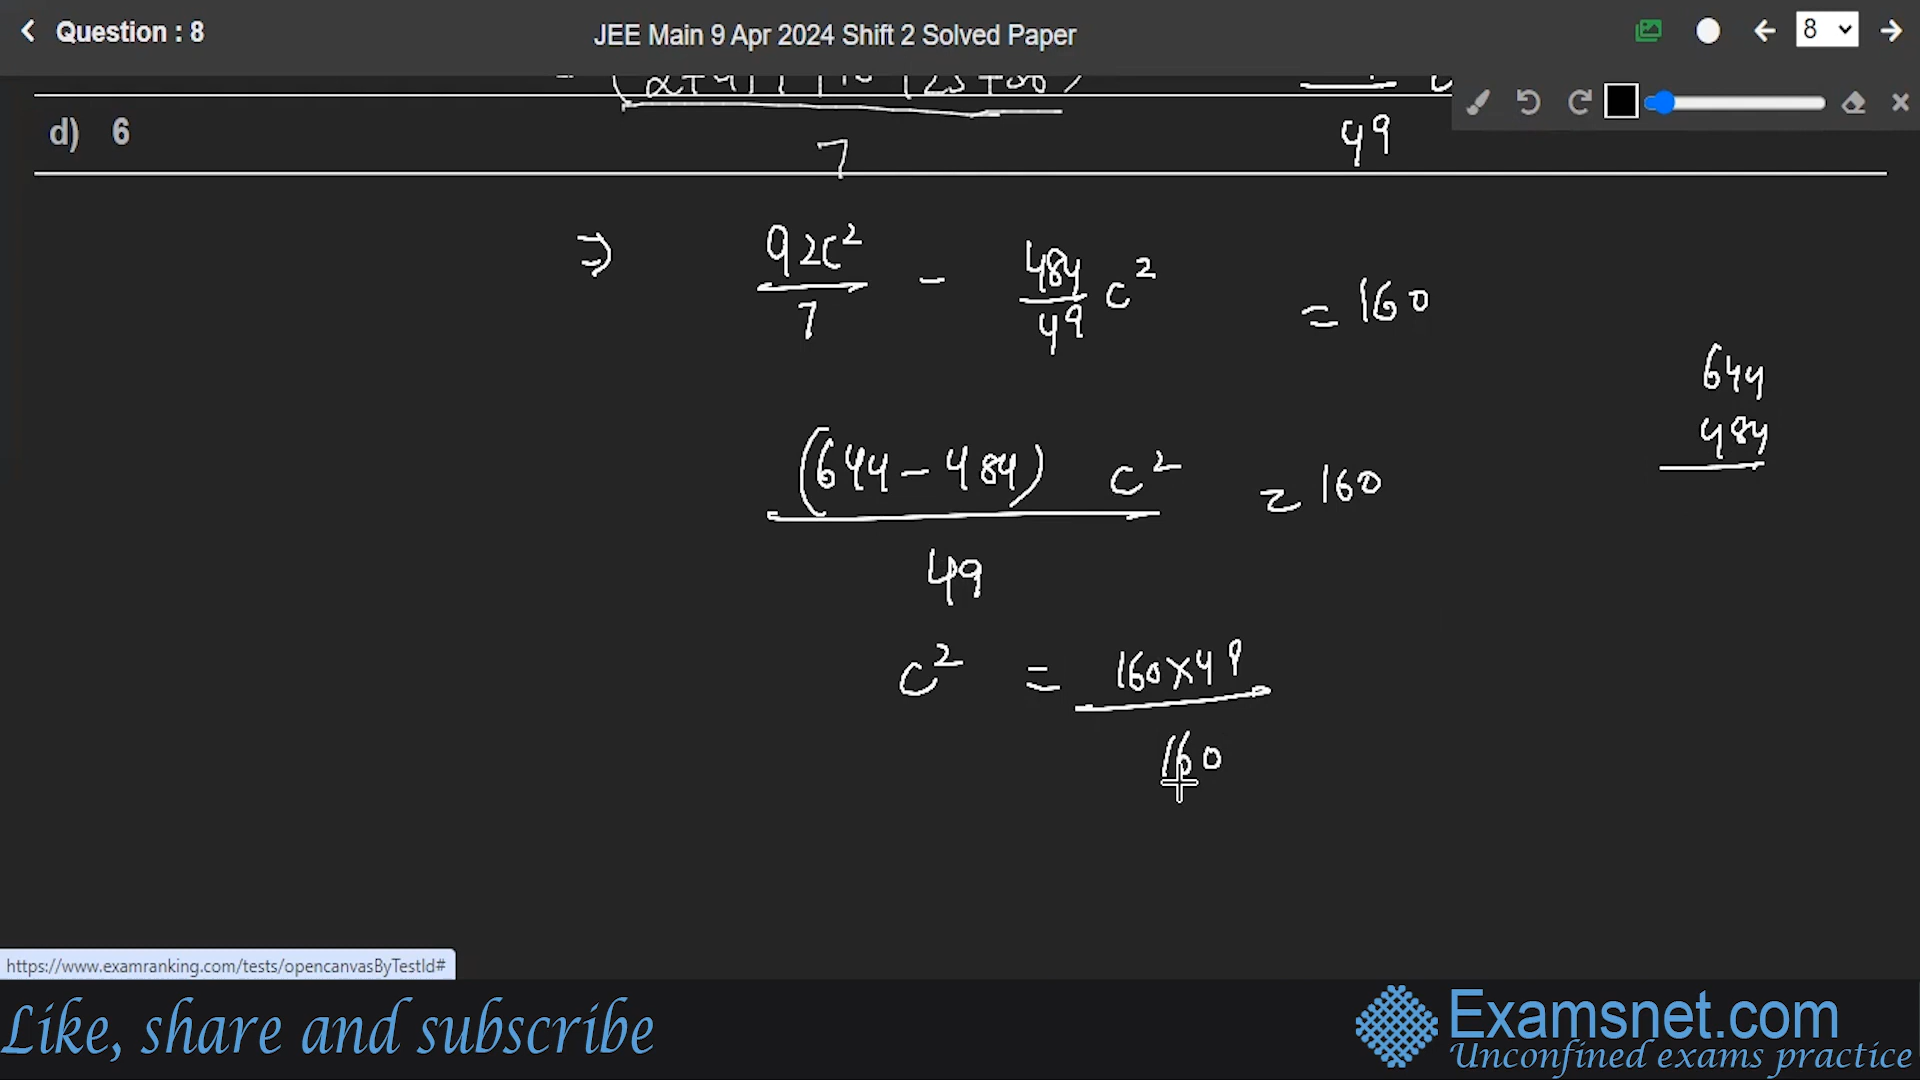 Question : 8
JEE Main 9 Apr 2024 Shift 2 Solved Paper
8
d) 6
7
49
⇒ 92c²/7 - 484/49 c² = 160
644
484
(644-484) c² / 49 = 160
c² = 160×49 / 160
https://www.examranking.com/tests/opencanvasByTestId#
Like, share and subscribe
Examsnet.com
Unconfined exams practice